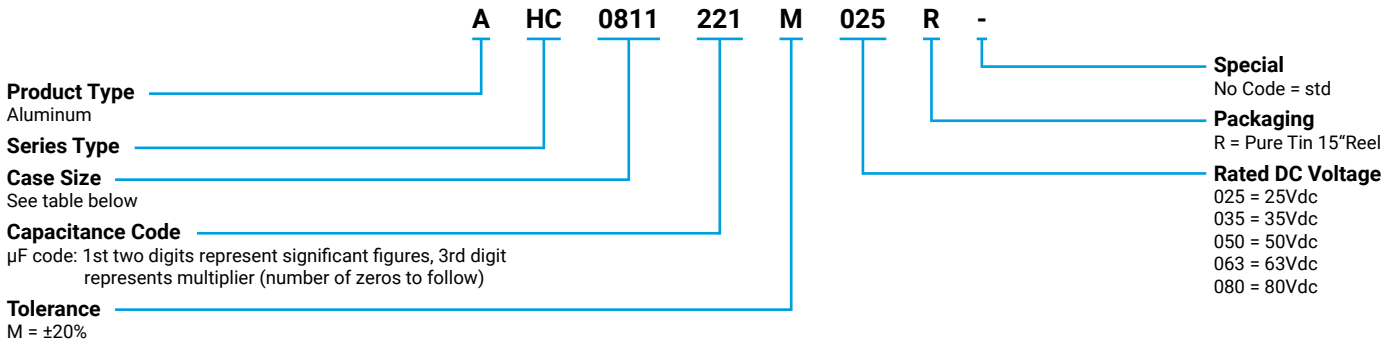 A HC 0811 221 M 025 R -
Product Type
Aluminum
Series Type
Case Size
See table below
Capacitance Code
µF code: 1st two digits represent significant figures, 3rd digit
represents multiplier (number of zeros to follow)
Tolerance
M = ±20%
Special
No Code = std
Packaging
R = Pure Tin 15“Reel
Rated DC Voltage
025 = 25Vdc
035 = 35Vdc
050 = 50Vdc
063 = 63Vdc
080 = 80Vdc